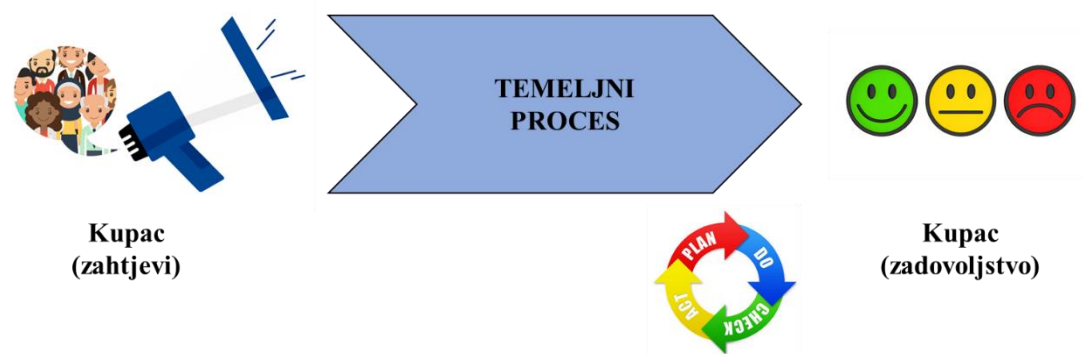 TEMELJNI
PROCES
Kupac
(zahtjevi)
PLAN
DO
CHECK
ACT
Kupac
(zadovoljstvo)